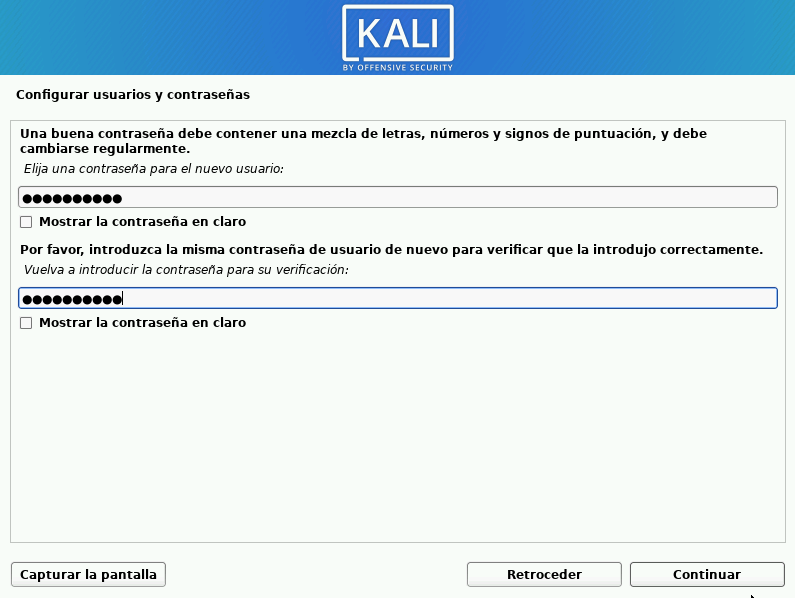 KALI
BY OFFENSIVE SECURITY
Configurar usuarios y contraseñas
Una buena contraseña debe contener una mezcla de letras, números y signos de puntuación, y debe
cambiarse regularmente.
Elija una contraseña para el nuevo usuario:
●●●●●●●●●●
Mostrar la contraseña en claro
Por favor, introduzca la misma contraseña de usuario de nuevo para verificar que la introdujo correctamente.
Vuelva a introducir la contraseña para su verificación:
●●●●●●●●●●
Mostrar la contraseña en claro
Capturar la pantalla
Retroceder
Continuar